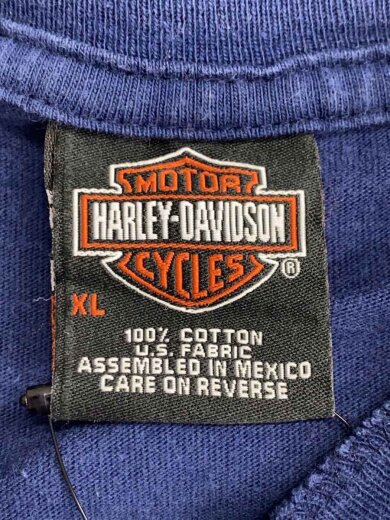 MOTOR
HARLEY-DAVIDSON
CYCLES ®
XL
100% COTTON
U.S. FABRIC
ASSEMBLED IN MEXICO
CARE ON REVERSE